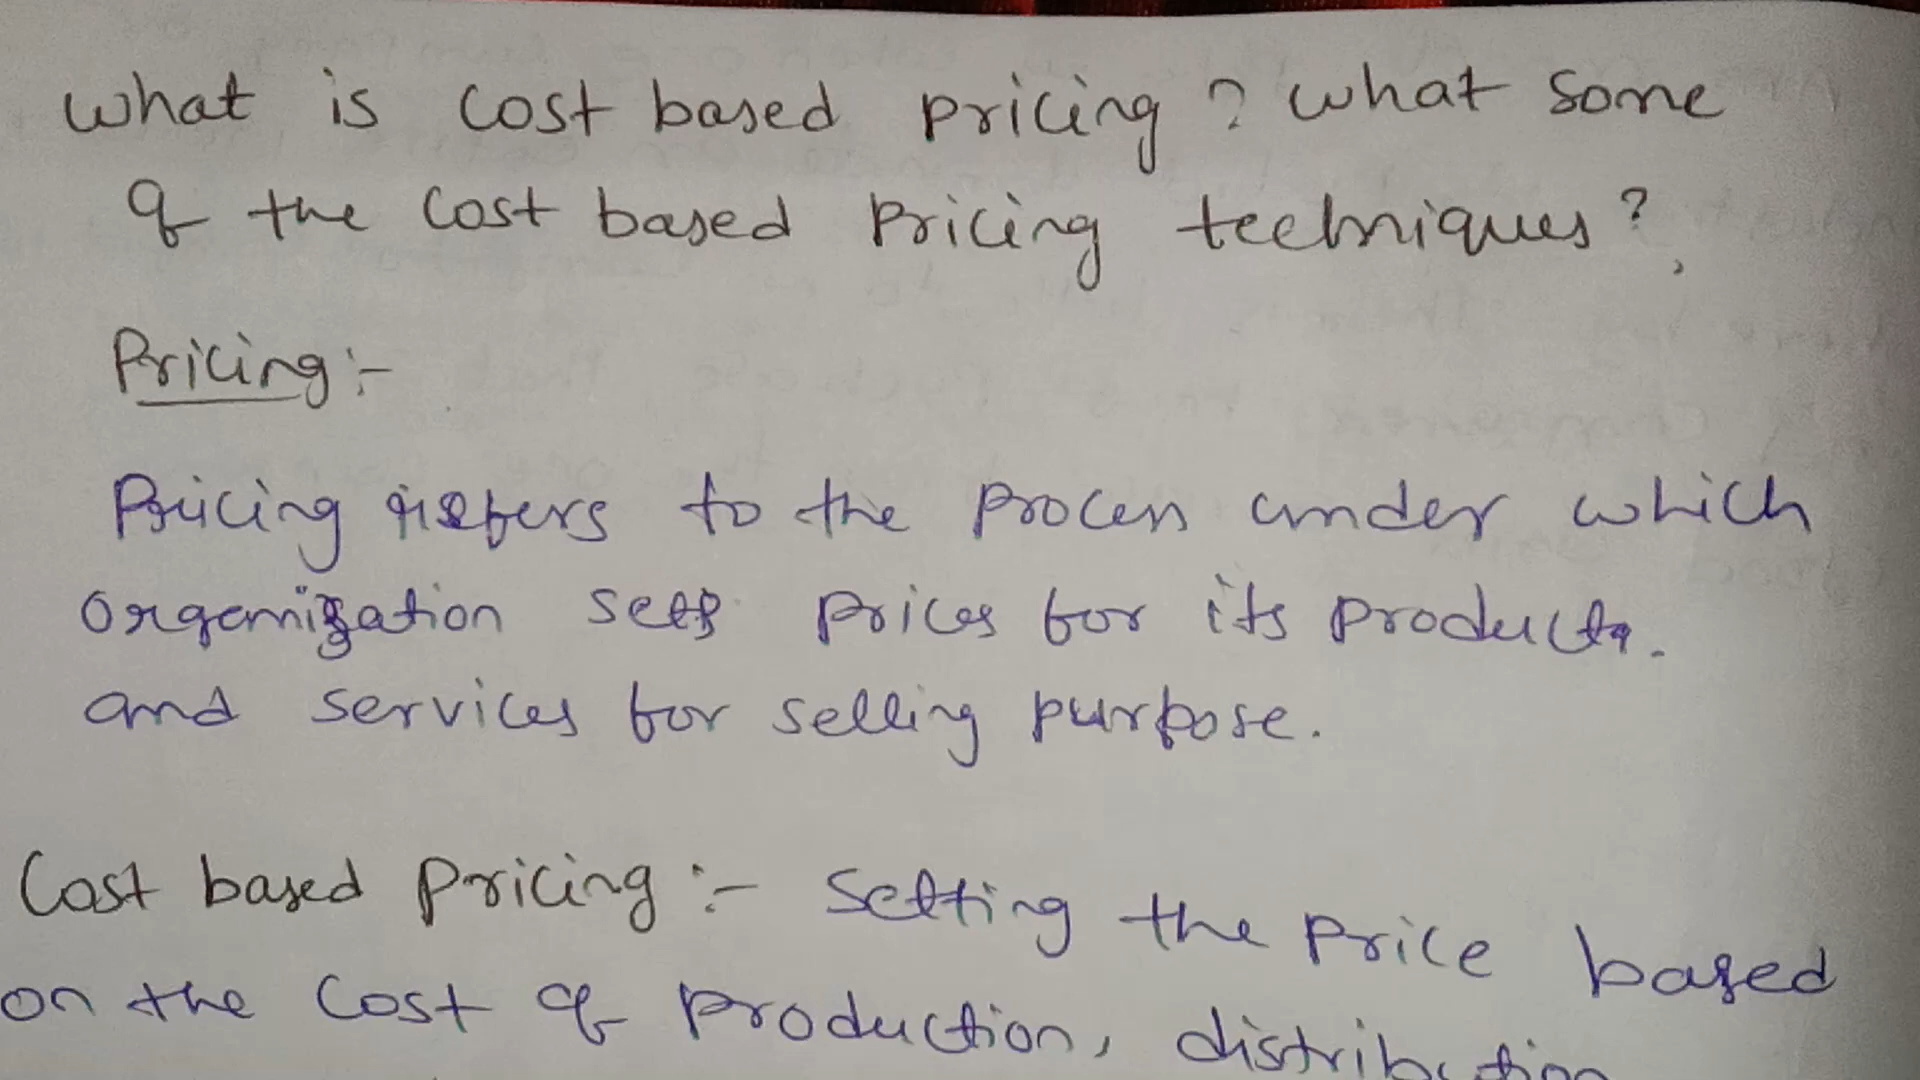 What is cost based pricing? What some
of the cost based pricing techniques?
Pricing:-
Pricing refers to the process under which
organization sets prices for its products.
and services for selling purpose.
Cost based pricing:- Setting the price based
on the cost of production, distribution